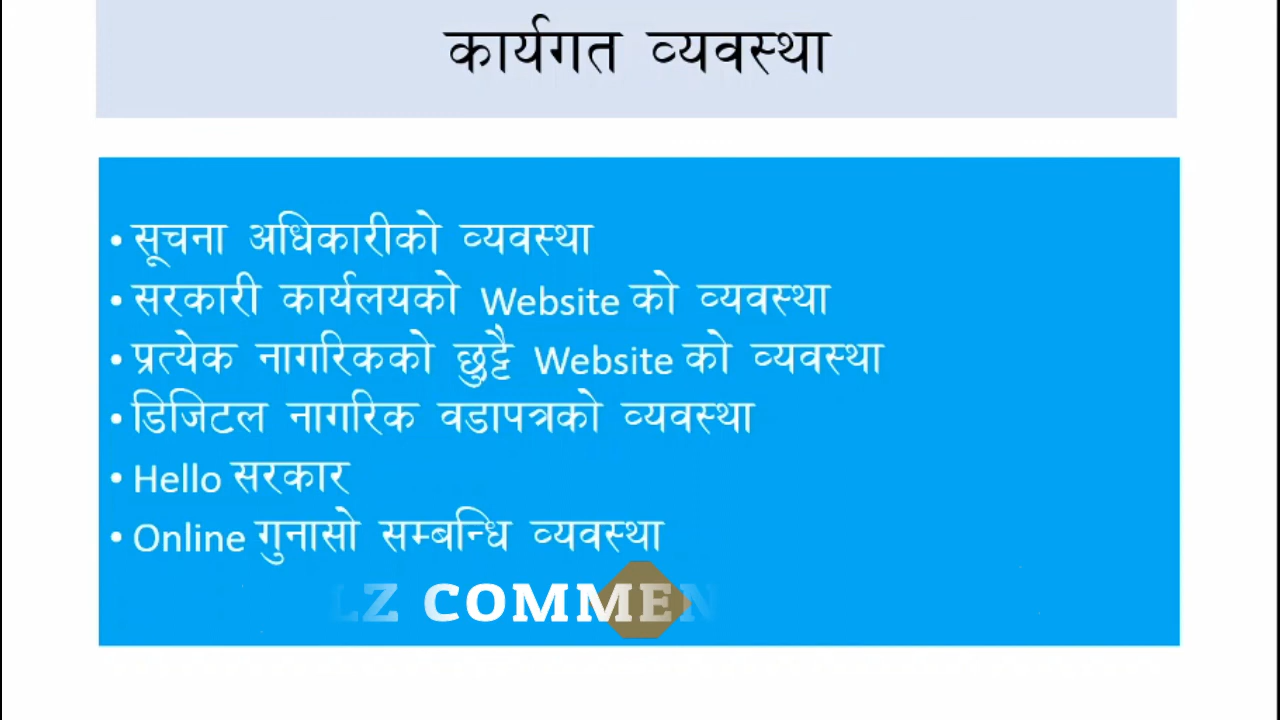 कार्यगत व्यवस्था
• सूचना अधिकारीको व्यवस्था
• सरकारी कार्यलयको Website को व्यवस्था
• प्रत्येक नागरिकको छुट्टै Website को व्यवस्था
• डिजिटल नागरिक वडापत्रको व्यवस्था
• Hello सरकार
• Online गुनासो सम्बन्धि व्यवस्था